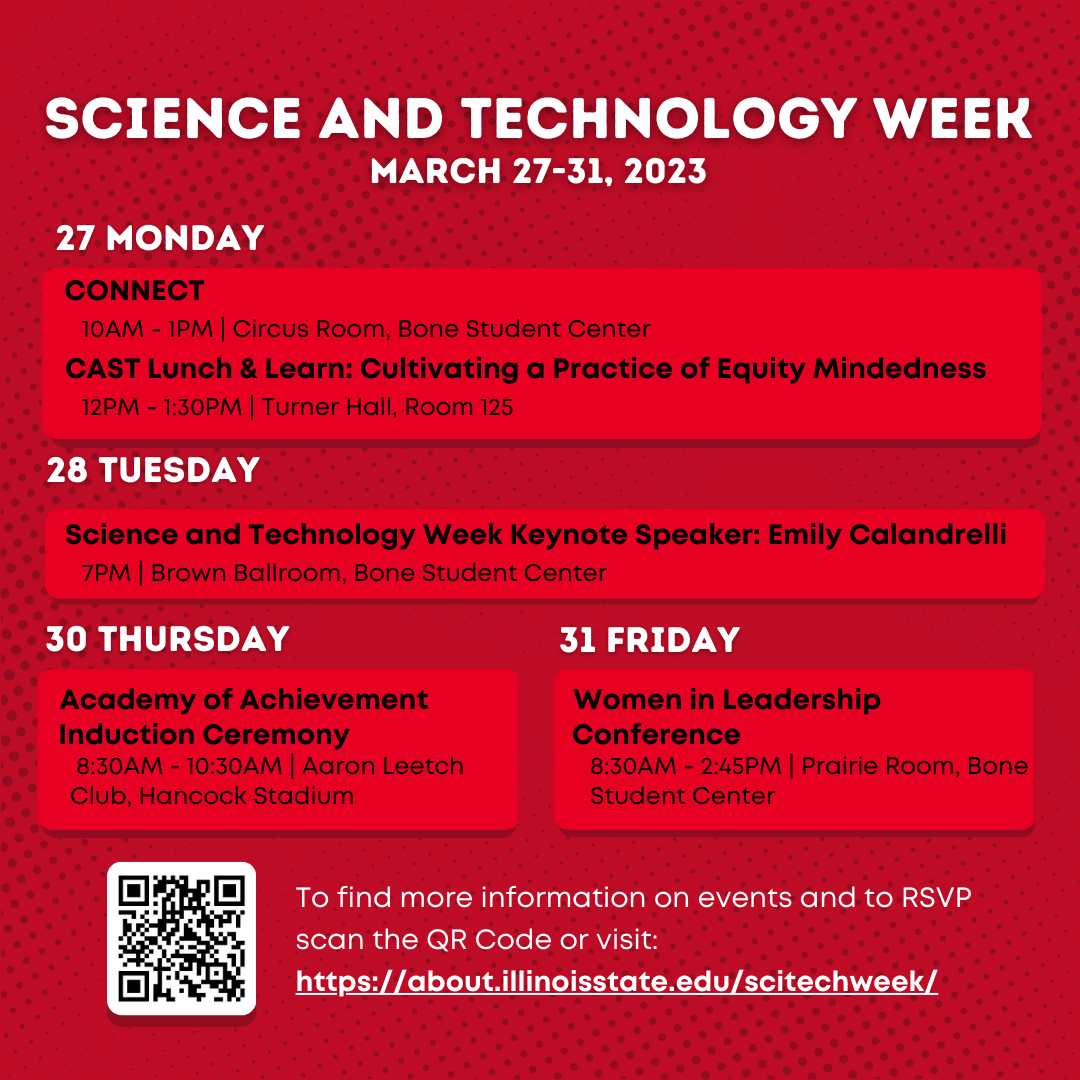 SCIENCE AND TECHNOLOGY WEEK
MARCH 27-31, 2023
27 MONDAY
CONNECT
10AM - 1PM | Circus Room, Bone Student Center
CAST Lunch & Learn: Cultivating a Practice of Equity Mindedness
12PM - 1:30PM | Turner Hall, Room 125
28 TUESDAY
Science and Technology Week Keynote Speaker: Emily Calandrelli
7PM | Brown Ballroom, Bone Student Center
30 THURSDAY
Academy of Achievement
Induction Ceremony
8:30AM - 10:30AM | Aaron Leetch
Club, Hancock Stadium
31 FRIDAY
Women in Leadership
Conference
8:30AM - 2:45PM | Prairie Room, Bone
Student Center
To find more information on events and to RSVP
scan the QR Code or visit:
https://about.illinoisstate.edu/scitechweek/